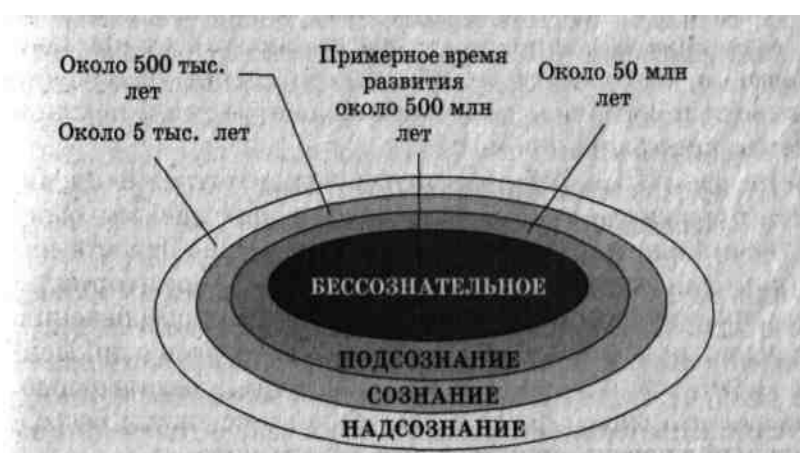 Около 500 тыс.
лет
Около 5 тыс. лет
Примерное время
развития
около 500 млн
лет
Около 50 млн
лет
БЕССОЗНАТЕЛЬНОЕ
ПОДСОЗНАНИЕ
СОЗНАНИЕ
НАДСОЗНАНИЕ